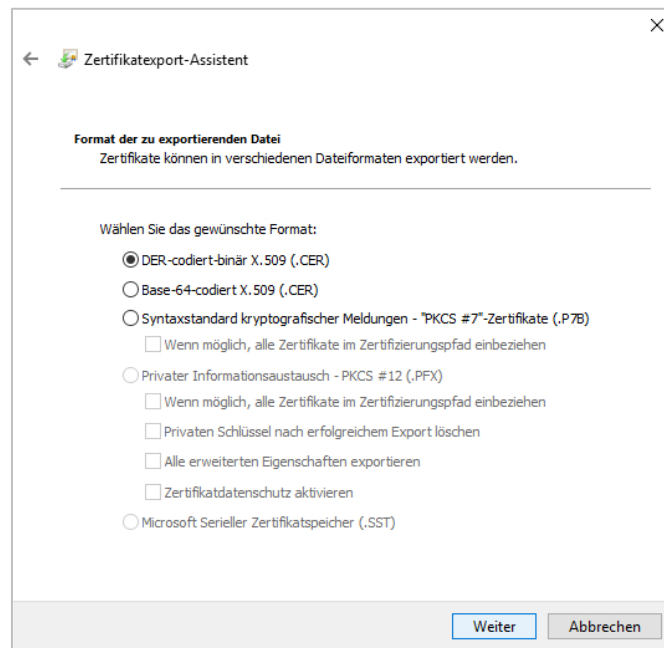 Zertifikatexport-Assistent
Format der zu exportierenden Datei
Zertifikate können in verschiedenen Dateiformaten exportiert werden.
Wählen Sie das gewünschte Format:
DER-codiert-binär X.509 (.CER)
Base-64-codiert X.509 (.CER)
Syntaxstandard kryptografischer Meldungen - "PKCS #7"-Zertifikate (.P7B)
Wenn möglich, alle Zertifikate im Zertifizierungspfad einbeziehen
Privater Informationsaustausch - PKCS #12 (.PFX)
Wenn möglich, alle Zertifikate im Zertifizierungspfad einbeziehen
Privaten Schlüssel nach erfolgreichem Export löschen
Alle erweiterten Eigenschaften exportieren
Zertifikatdatenschutz aktivieren
Microsoft Serieller Zertifikatspeicher (.SST)
Weiter Abbrechen